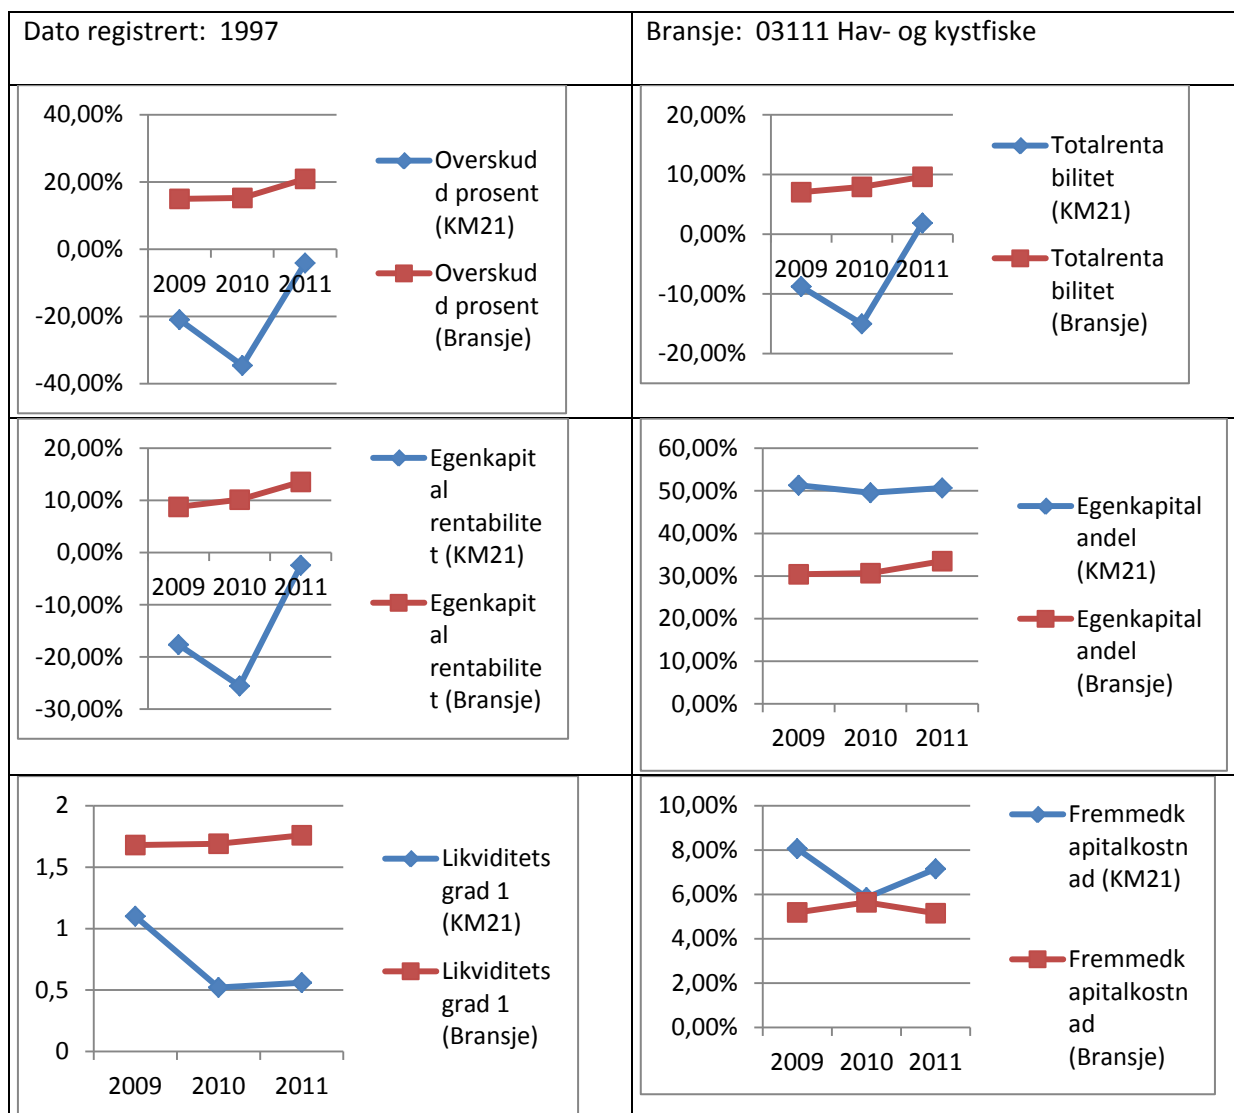 Dato registrert:  1997
Bransje:  03111 Hav- og kystfiske
40,00%
20,00%
0,00%
-20,00%
-40,00%
2009 2010 2011
Overskud
d prosent
(KM21)
Overskud
d prosent
(Bransje)
20,00%
10,00%
0,00%
-10,00%
-20,00%
2009 2010 2011
Totalrenta
bilitet
(KM21)
Totalrenta
bilitet
(Bransje)
20,00%
10,00%
0,00%
-10,00%
-20,00%
-30,00%
2009 2010 2011
Egenkapit
al
rentabilite
t (KM21)
Egenkapit
al
rentabilite
t (Bransje)
60,00%
50,00%
40,00%
30,00%
20,00%
10,00%
0,00%
2009 2010 2011
Egenkapital
andel
(KM21)
Egenkapital
andel
(Bransje)
2
1,5
1
0,5
0
2009 2010 2011
Likviditets
grad 1
(KM21)
Likviditets
grad 1
(Bransje)
10,00%
8,00%
6,00%
4,00%
2,00%
0,00%
2009 2010 2011
Fremmedk
apitalkostn
ad (KM21)
Fremmedk
apitalkostn
ad
(Bransje)